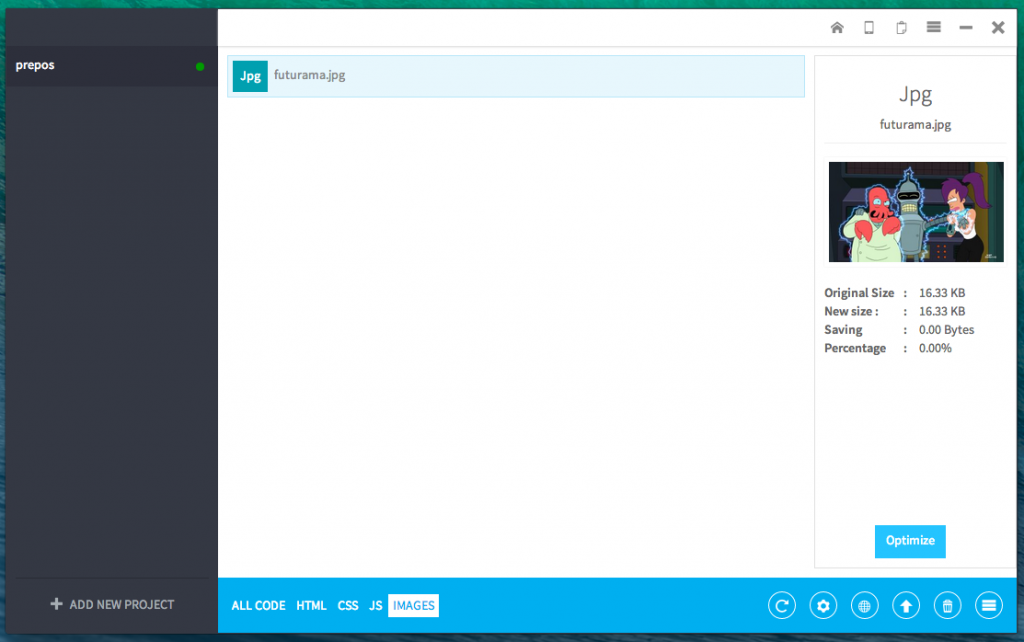 prepos
Jpg futurama.jpg
Jpg
futurama.jpg
Original Size : 16.33 KB
New size : : 16.33 KB
Saving : 0.00 Bytes
Percentage : 0.00%
Optimize
ADD NEW PROJECT
ALL CODE HTML CSS JS IMAGES